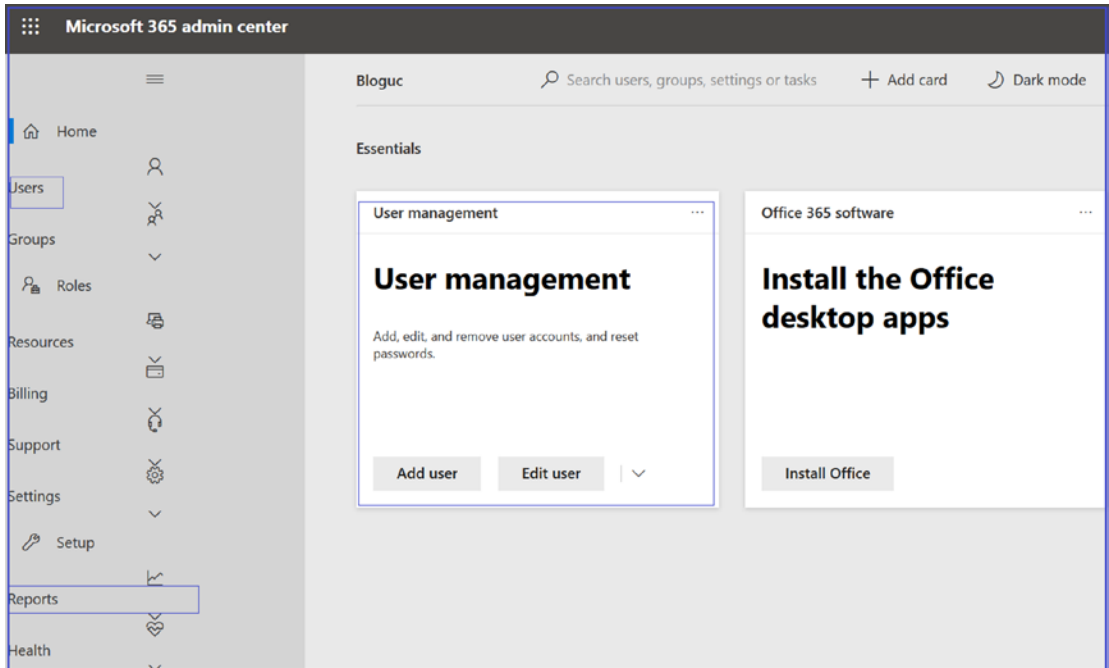 Microsoft 365 admin center
Bloguc
Search users, groups, settings or tasks
Add card
Dark mode
Home
Users
Groups
Roles
Resources
Billing
Support
Settings
Setup
Reports
Health
Essentials
User management
User management
Add, edit, and remove user accounts, and reset
passwords.
Add user
Edit user
Office 365 software
Install the Office
desktop apps
Install Office